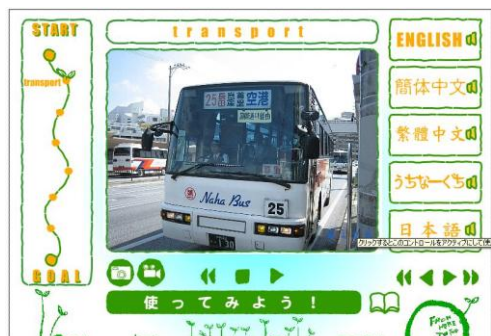 START
transport
GOAL
transport
25番
空港
Naha Bus
25
ENGLISH
簡体中文
繁體中文
うちなーぐち
日本語
クリックするとこのコントロールをアクティブにして使
使ってみよう！